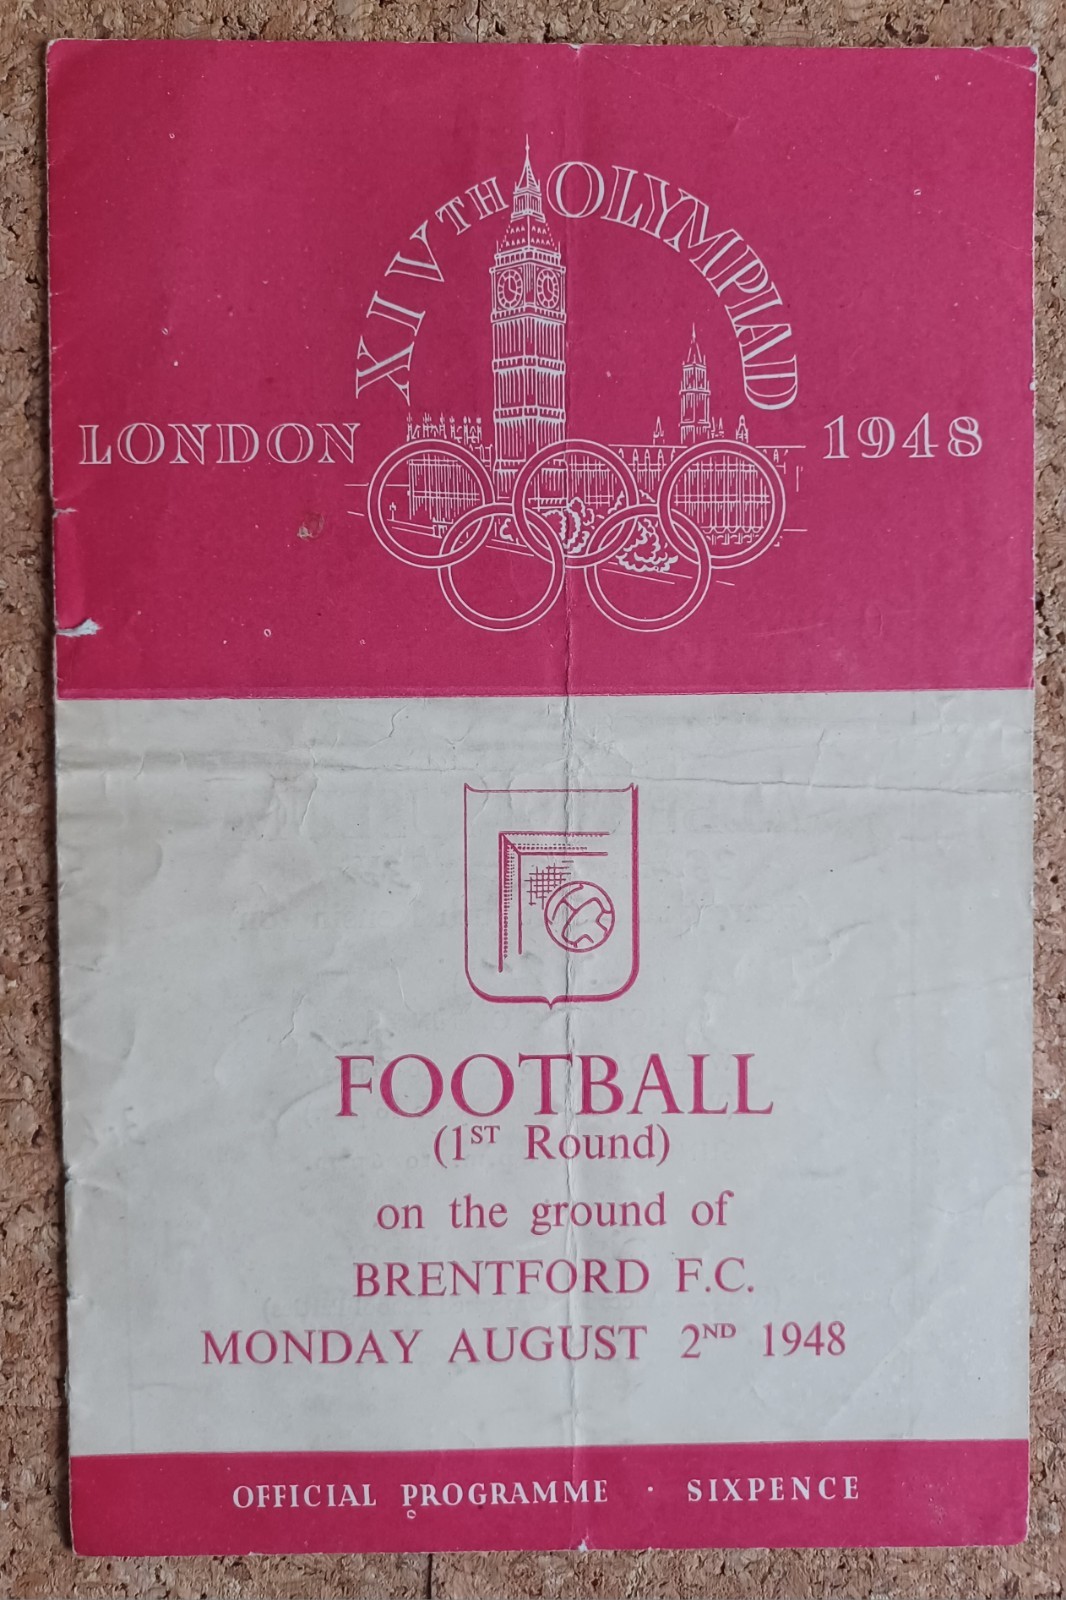 XIVTH OLYMPIAD
LONDON 1948
FOOTBALL
(1ST Round)
on the ground of
BRENTFORD F.C.
MONDAY AUGUST 2ND 1948
OFFICIAL PROGRAMME · SIXPENCE